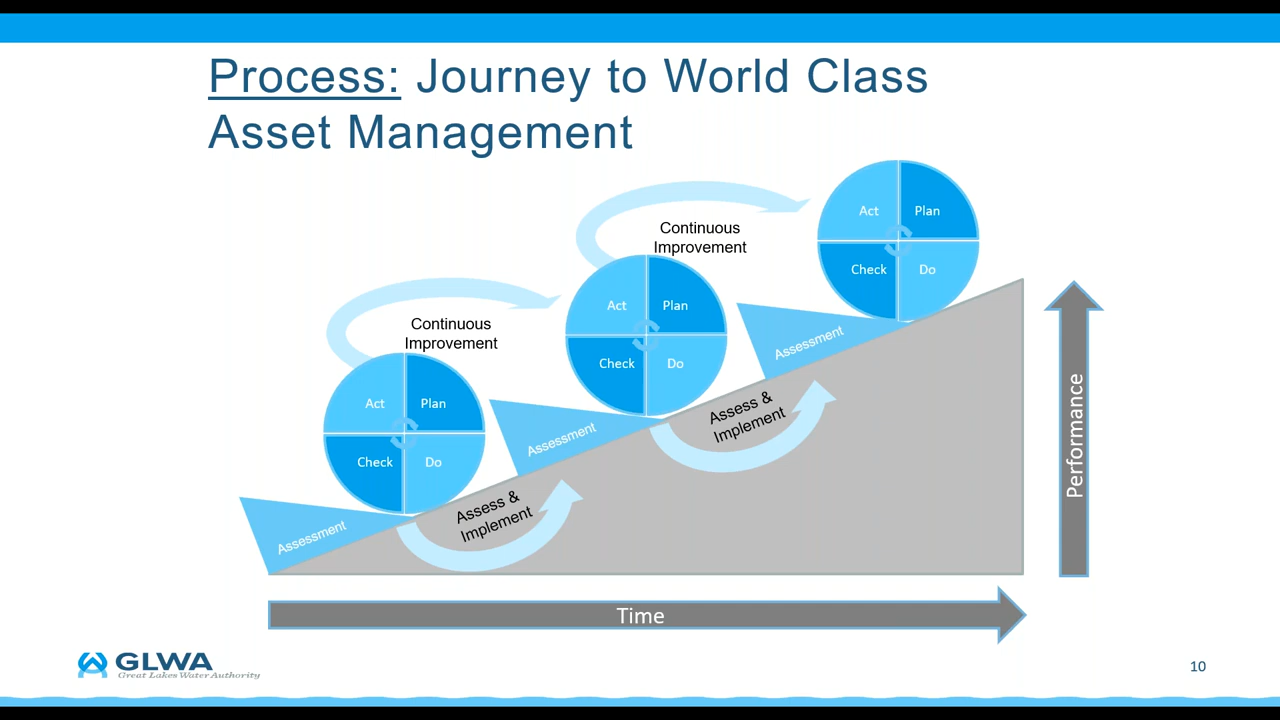 Process: Journey to World Class
Asset Management
Act
Plan
Check
Do
Continuous
Improvement
Act
Plan
Check
Do
Continuous
Improvement
Act
Plan
Check
Do
Assessment
Assess &
Implement
Assessment
Assess &
Implement
Assessment
Performance
Time
GLWA
Great Lakes Water Authority
10